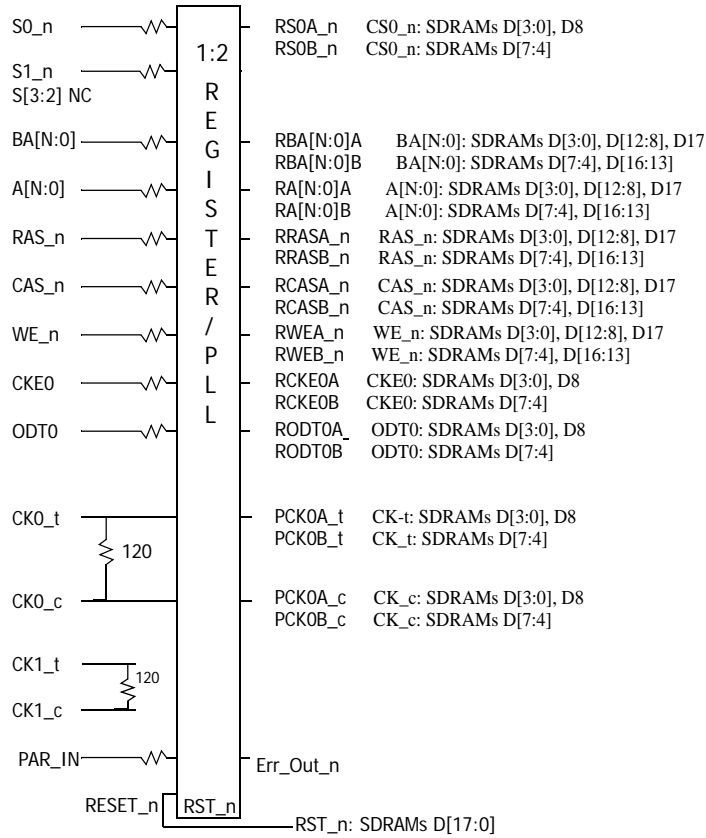 S0_n RS0A_n CS0_n: SDRAMs D[3:0], D8
RS0B_n CS0_n: SDRAMs D[7:4]
1:2
S1_n
S[3:2] NC
REGISTER/PLL
BA[N:0] RBA[N:0]A BA[N:0]: SDRAMs D[3:0], D[12:8], D17
RBA[N:0]B BA[N:0]: SDRAMs D[7:4], D[16:13]
A[N:0] RA[N:0]A A[N:0]: SDRAMs D[3:0], D[12:8], D17
RA[N:0]B A[N:0]: SDRAMs D[7:4], D[16:13]
RAS_n RRASA_n RAS_n: SDRAMs D[3:0], D[12:8], D17
RRASB_n RAS_n: SDRAMs D[7:4], D[16:13]
CAS_n RCASA_n CAS_n: SDRAMs D[3:0], D[12:8], D17
RCASB_n CAS_n: SDRAMs D[7:4], D[16:13]
WE_n RWEA_n WE_n: SDRAMs D[3:0], D[12:8], D17
RWEB_n WE_n: SDRAMs D[7:4], D[16:13]
CKE0 RCKE0A CKE0: SDRAMs D[3:0], D8
RCKE0B CKE0: SDRAMs D[7:4]
ODT0 RODT0A_ ODT0: SDRAMs D[3:0], D8
RODT0B ODT0: SDRAMs D[7:4]
CK0_t PCK0A_t CK-t: SDRAMs D[3:0], D8
PCK0B_t CK_t: SDRAMs D[7:4]
120
CK0_c PCK0A_c CK_c: SDRAMs D[3:0], D8
PCK0B_c CK_c: SDRAMs D[7:4]
CK1_t
120
CK1_c
PAR_IN Err_Out_n
RESET_n RST_n
RST_n: SDRAMs D[17:0]